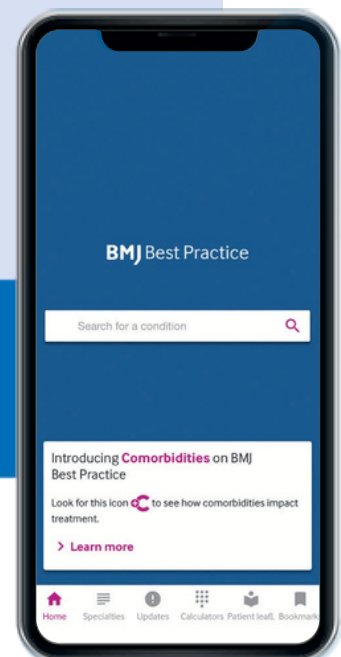 BMJ Best Practice
Search for a condition
Introducing Comorbidities on BMJ
Best Practice
Look for this icon +C to see how comorbidities impact
treatment.
> Learn more
Home Specialties Updates Calculators Patient leafl. Bookmark